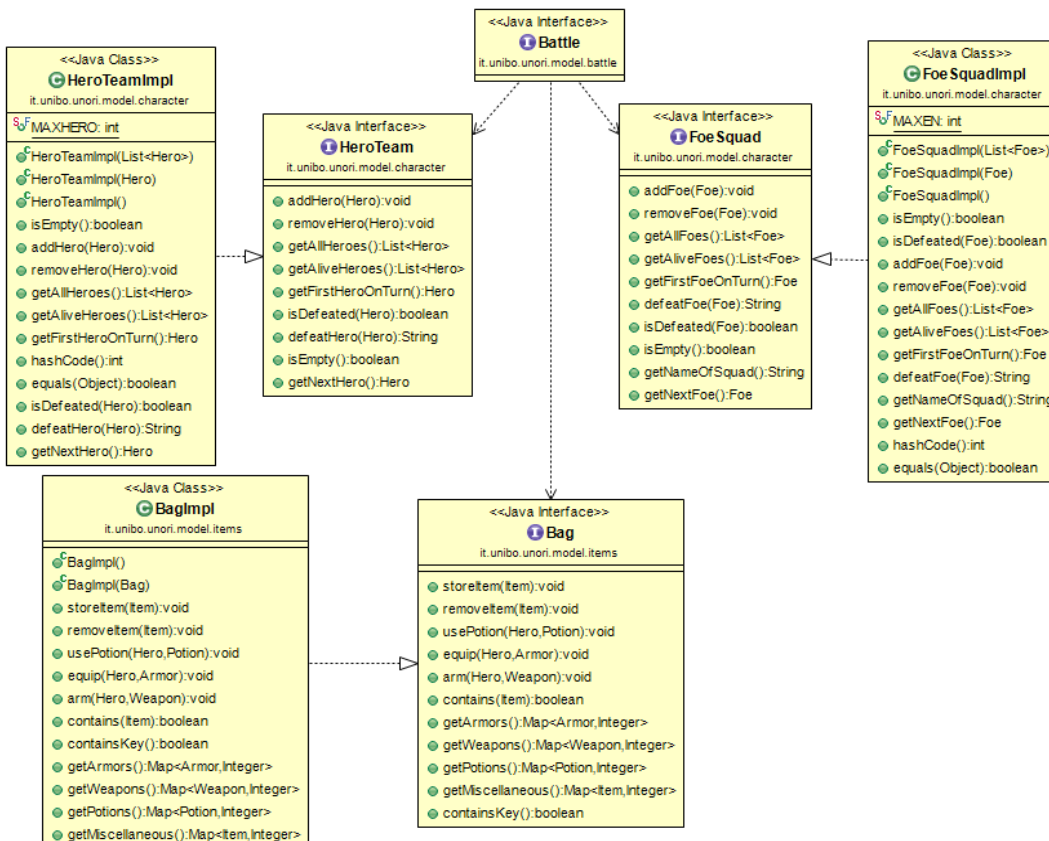 <<Java Interface>>
Battle
it.unibo.unori.model.battle
<<Java Class>>
HeroTeamImpl
it.unibo.unori.model.character
MAXHERO: int
HeroTeamImpl(List<Hero>)
HeroTeamImpl(Hero)
HeroTeamImpl()
isEmpty():boolean
addHero(Hero):void
removeHero(Hero):void
getAllHeroes():List<Hero>
getAliveHeroes():List<Hero>
getFirstHeroOnTurn():Hero
hashCode():int
equals(Object):boolean
isDefeated(Hero):boolean
defeatHero(Hero):String
getNextHero():Hero
<<Java Interface>>
HeroTeam
it.unibo.unori.model.character
addHero(Hero):void
removeHero(Hero):void
getAllHeroes():List<Hero>
getAliveHeroes():List<Hero>
getFirstHeroOnTurn():Hero
isDefeated(Hero):boolean
defeatHero(Hero):String
isEmpty():boolean
getNextHero():Hero
<<Java Interface>>
FoeSquad
it.unibo.unori.model.character
addFoe(Foe):void
removeFoe(Foe):void
getAllFoes():List<Foe>
getAliveFoes():List<Foe>
getFirstFoeOnTurn():Foe
defeatFoe(Foe):String
isDefeated(Foe):boolean
isEmpty():boolean
getNameOfSquad():String
getNextFoe():Foe
<<Java Class>>
FoeSquadImpl
it.unibo.unori.model.character
MAXEN: int
FoeSquadImpl(List<Foe>)
FoeSquadImpl(Foe)
FoeSquadImpl()
isEmpty():boolean
isDefeated(Foe):boolean
addFoe(Foe):void
removeFoe(Foe):void
getAllFoes():List<Foe>
getAliveFoes():List<Foe>
getFirstFoeOnTurn():Foe
defeatFoe(Foe):String
getNameOfSquad():String
getNextFoe():Foe
hashCode():int
equals(Object):boolean
<<Java Class>>
BagImpl
it.unibo.unori.model.items
BagImpl()
BagImpl(Bag)
storeItem(Item):void
removeItem(Item):void
usePotion(Hero,Potion):void
equip(Hero,Armor):void
arm(Hero,Weapon):void
contains(Item):boolean
containsKey():boolean
getArmors():Map<Armor,Integer>
getWeapons():Map<Weapon,Integer>
getPotions():Map<Potion,Integer>
getMiscellaneous():Map<Item,Integer>
<<Java Interface>>
Bag
it.unibo.unori.model.items
storeItem(Item):void
removeItem(Item):void
usePotion(Hero,Potion):void
equip(Hero,Armor):void
arm(Hero,Weapon):void
contains(Item):boolean
getArmors():Map<Armor,Integer>
getWeapons():Map<Weapon,Integer>
getPotions():Map<Potion,Integer>
getMiscellaneous():Map<Item,Integer>
containsKey():boolean